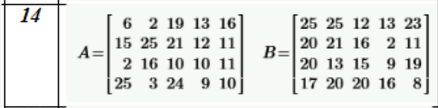 14
6 2 19 13 16
15 25 21 12 11
A=
2 16 10 10 11
25 3 24 9 10
25 25 12 13 23
20 21 16 2 11
B=
20 13 15 9 19
17 20 20 16 8